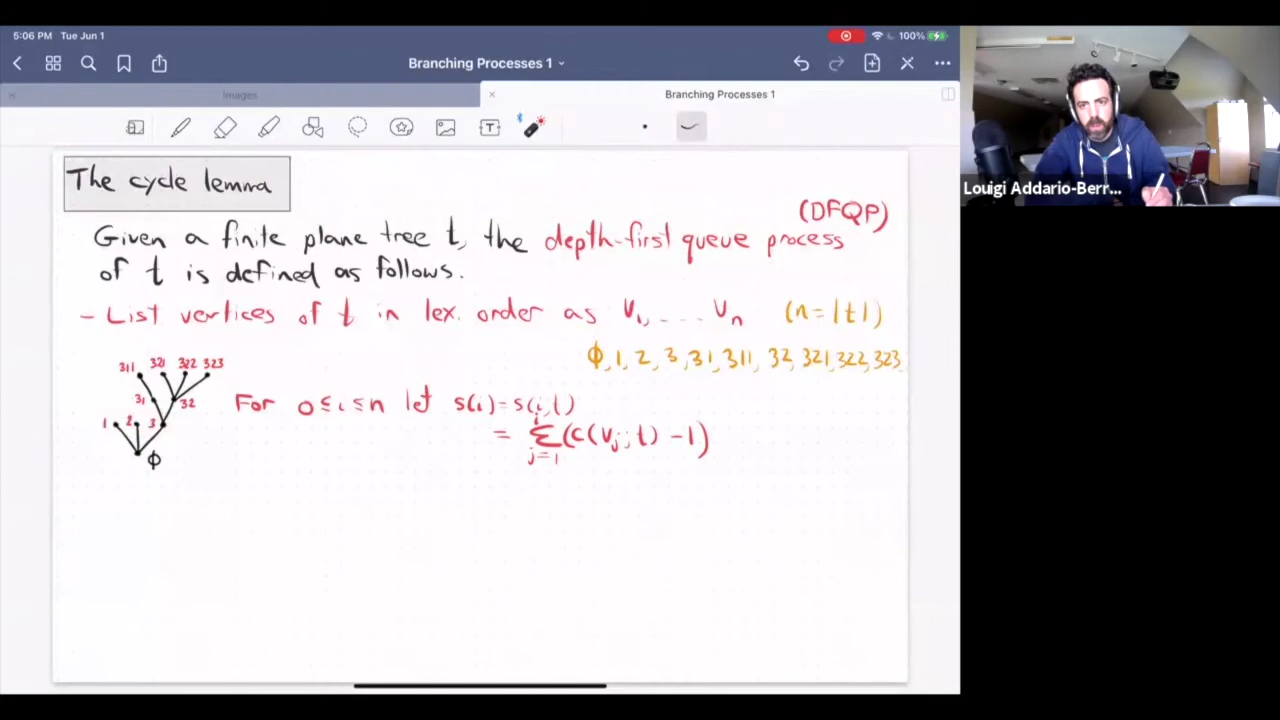 5:06 PM Tue Jun 1
100%
Branching Processes 1
Images
Branching Processes 1
The cycle lemma
(DFQP)
Given a finite plane tree t, the depth-first queue process
of t is defined as follows.
- List vertices of t in lex. order as V₁, ..... Vₙ (n=|t|)
ϕ, 1, 2, 3, 31, 311, 32, 321, 322, 323,
311 321 322 323
31 32
1 2 3
ϕ
For 0 ≤ i ≤ n let s(i) = s(i,t)
= ∑_{j=1}^{i} (c(vⱼ; t) - 1)
Louigi Addario-Berr...